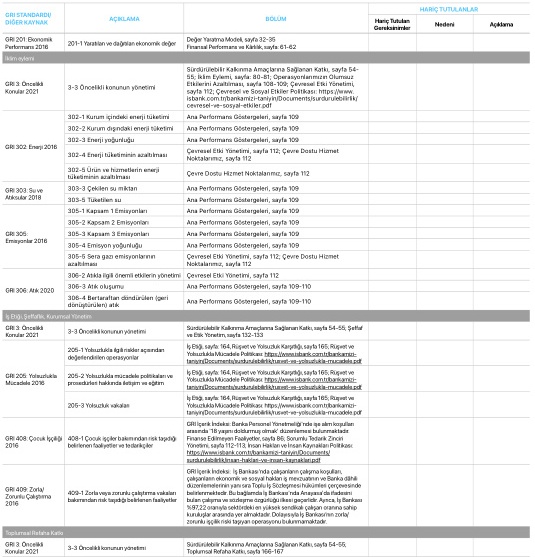 HARİÇ TUTULANLAR
GRI STANDARDI/
DİĞER KAYNAK
AÇIKLAMA
BÖLÜM
Hariç Tutulan
Gereksinimler
Nedeni
Açıklama
GRI 201: Ekonomik
Performans 2016
201-1 Yaratılan ve dağıtılan ekonomik değer
Değer Yaratma Modeli, sayfa 32-35
Finansal Performans ve Kârlılık, sayfa: 61-62
İklim eylemi
GRI 3: Öncelikli
Konular 2021
3-3 Öncelikli konunun yönetimi
Sürdürülebilir Kalkınma Amaçlarına Sağlanan Katkı, sayfa 54-
55; İklim Eylemi, sayfa: 80-81; Operasyonlarımızın Olumsuz
Etkilerini Azaltılması, sayfa 108-109; Çevresel Etki Yönetimi,
sayfa 112; Çevresel ve Sosyal Etkiler Politikası: https://www.
isbank.com.tr/bankamizi-taniyin/Documents/surdurulebilirlik/
cevresel-ve-sosyal-etkiler.pdf
GRI 302: Enerji 2016
302-1 Kurum içindeki enerji tüketimi
Ana Performans Göstergeleri, sayfa 109
302-2 Kurum dışındaki enerji tüketimi
Ana Performans Göstergeleri, sayfa 109
302-3 Enerji yoğunluğu
Ana Performans Göstergeleri, sayfa 109
302-4 Enerji tüketiminin azaltılması
Çevresel Etki Yönetimi, sayfa 112; Çevre Dostu Hizmet
Noktalarımız, sayfa 112
302-5 Ürün ve hizmetlerin enerji
tüketiminin azaltılması
Çevre Dostu Hizmet Noktalarımız, sayfa 112
GRI 303: Su ve
Atıksular 2018
303-3 Çekilen su miktarı
Ana Performans Göstergeleri, sayfa 109
303-5 Tüketilen su
Ana Performans Göstergeleri, sayfa 109
GRI 305:
Emisyonlar 2016
305-1 Kapsam 1 Emisyonları
Ana Performans Göstergeleri, sayfa 109
305-2 Kapsam 2 Emisyonları
Ana Performans Göstergeleri, sayfa 109
305-3 Kapsam 3 Emisyonları
Ana Performans Göstergeleri, sayfa 109
305-4 Emisyon yoğunluğu
Ana Performans Göstergeleri, sayfa 109
305-5 Sera gazı emisyonlarının
azaltılması
Çevresel Etki Yönetimi, sayfa 112; Çevre Dostu Hizmet
Noktalarımız, sayfa 112
GRI 306: Atık 2020
306-2 Atıkla ilgili önemli etkilerin yönetimi
Çevresel Etki Yönetimi, sayfa 112
306-3 Atık oluşumu
Ana Performans Göstergeleri, sayfa 109-110
306-4 Bertaraftan döndürülen (geri
dönüştürülen) atık
Ana Performans Göstergeleri, sayfa 109-110
İş Etiği, Şeffaflık, Kurumsal Yönetim
GRI 3: Öncelikli
Konular 2021
3-3 Öncelikli konunun yönetimi
Sürdürülebilir Kalkınma Amaçlarına Sağlanan Katkı, sayfa 54-55; Şeffaf
ve Etik Yönetim, sayfa 132-133
GRI 205: Yolsuzlukla
Mücadele 2016
205-1 Yolsuzlukla ilgili riskler açısından
değerlendirilen operasyonlar
İş Etiği, sayfa: 164, Rüşvet ve Yolsuzluk Karşıtlığı, sayfa 165, Rüşvet ve
Yolsuzlukla Mücadele Politikası: https://www.isbank.com.tr/bankamizi-
taniyin/Documents/surdurulebilirlik/rusvet-ve-yolsuzlukla-mucadele.pdf
205-2 Yolsuzlukla mücadele politikaları ve
prosedürleri hakkında iletişim ve eğitim
İş Etiği, sayfa: 164, Rüşvet ve Yolsuzluk Karşıtlığı, sayfa 165, Rüşvet ve
Yolsuzlukla Mücadele Politikası: https://www.isbank.com.tr/bankamizi-
taniyin/Documents/surdurulebilirlik/rusvet-ve-yolsuzlukla-mucadele.pdf
205-3 Yolsuzluk vakaları
İş Etiği, sayfa: 164, Rüşvet ve Yolsuzluk Karşıtlığı, sayfa 165, Rüşvet ve
Yolsuzlukla Mücadele Politikası: https://www.isbank.com.tr/bankamizi-
taniyin/Documents/surdurulebilirlik/rusvet-ve-yolsuzlukla-mucadele.pdf
GRI 408: Çocuk İşçiliği
2016
408-1 Çocuk işçiler bakımından risk taşıdığı
belirlenen faaliyetler ve tedarikçiler
GRI İçerik İndeksi: Banka Personel Yönetmeliği'nde işe alım koşulları
arasında '18 yaşını doldurmuş olmak' düzenlemesi bulunmaktadır.
Finanse Edilmeyen Faaliyetler, sayfa 86, Sorumlu Tedarik Zinciri
Yönetimi, sayfa 112-113, İnsan Hakları ve İnsan Kaynakları Politikası:
https://www.isbank.com.tr/bankamizi-taniyin/Documents/
surdurulebilirlik/insan-haklari-ve-insan-kaynaklari.pdf
GRI 409: Zorla/
Zorunlu Çalıştırma
2016
409-1 Zorla veya zorunlu çalıştırma vakaları
bakımından risk taşıdığı belirlenen faaliyetler
GRI İçerik İndeksi: İş Bankası'nda çalışanların çalışma koşulları,
çalışanların ekonomik ve sosyal hakları iş mevzuatının ve Banka dâhili
düzenlemelerinin yanı sıra Toplu İş Sözleşmesi hükümleri çerçevesinde
belirlenmektedir. Bu bağlamda İş Bankası'nda Anayasa'da ifadesini
bulan çalışma ve sözleşme özgürlüğü ilkesi geçerlidir. Ayrıca, İş Bankası
%97,22 oranıyla sektördeki en yüksek sendikalı çalışan oranına sahip
kuruluşlar arasında yer almaktadır. Dolayısıyla İş Bankası'nın zorla/
zorunlu işçilik riski taşıyan operasyonu bulunmamaktadır.
Toplumsal Refaha Katkı
GRI 3: Öncelikli
Konular 2021
3-3 Öncelikli konunun yönetimi
Sürdürülebilir Kalkınma Amaçlarına Sağlanan Katkı, sayfa 54-55,
Toplumsal Refaha Katkı, sayfa 166-167